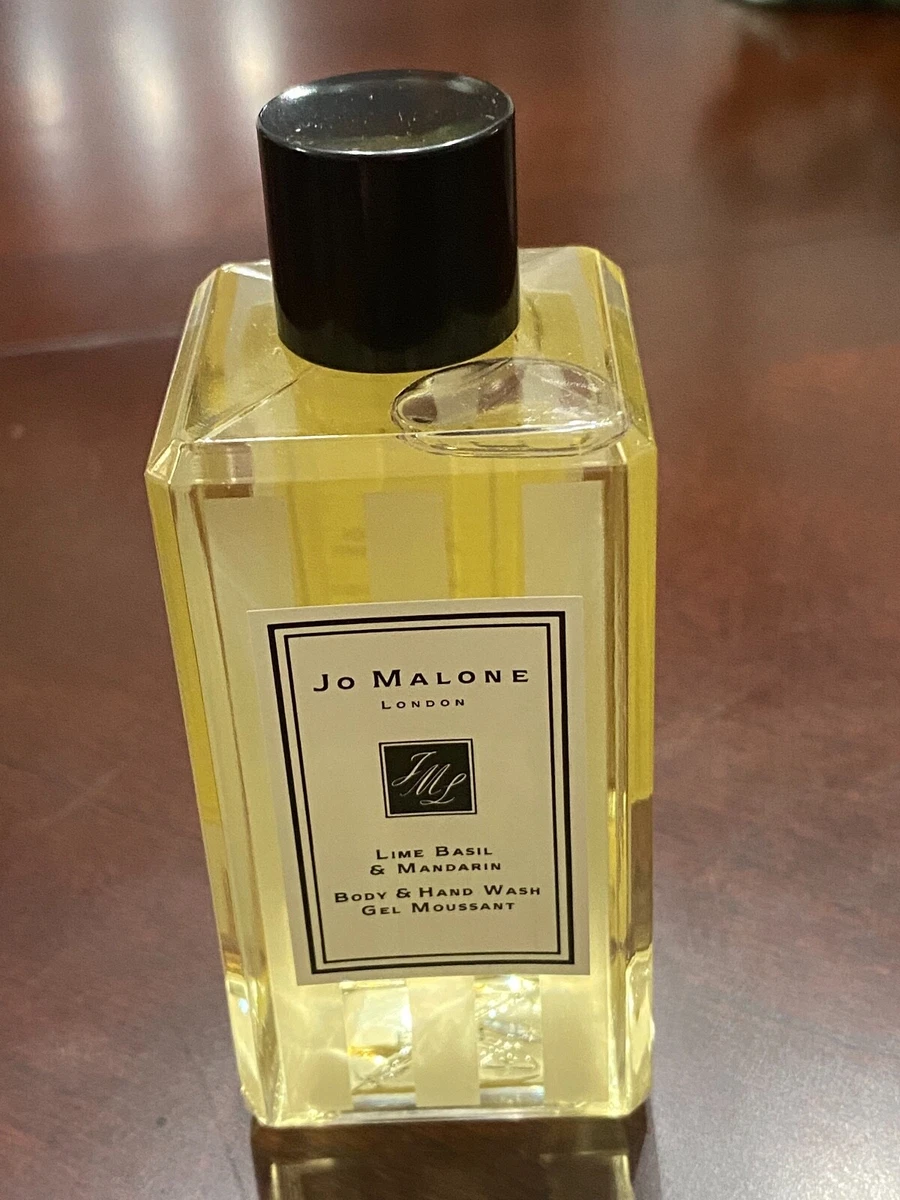 Jo Malone
London
JML
Lime Basil
& Mandarin
Body & Hand Wash
Gel Moussant